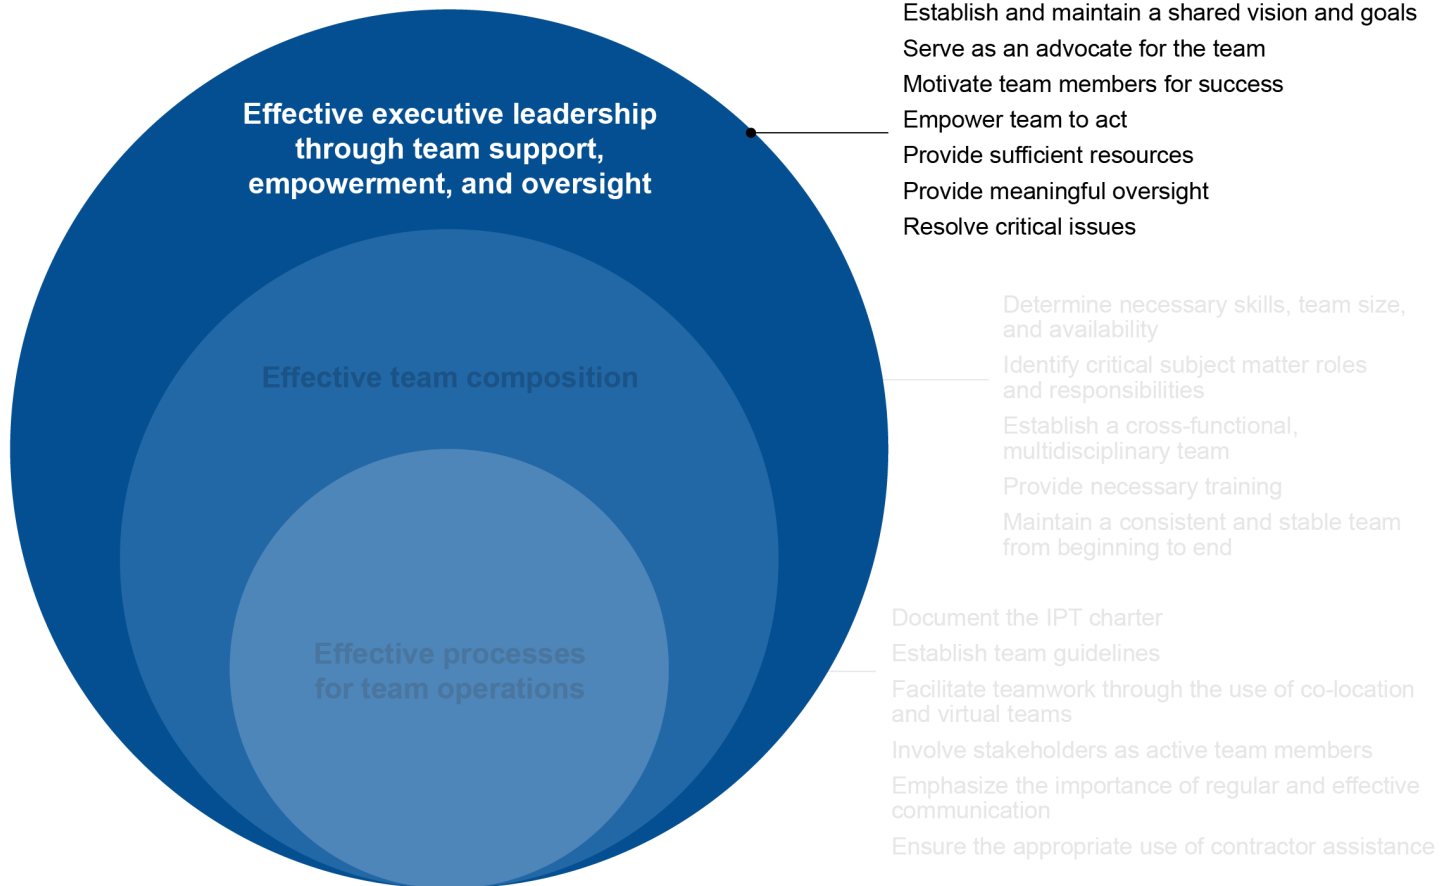 Effective executive leadership
through team support,
empowerment, and oversight
Establish and maintain a shared vision and goals
Serve as an advocate for the team
Motivate team members for success
Empower team to act
Provide sufficient resources
Provide meaningful oversight
Resolve critical issues
Effective team composition
Determine necessary skills, team size,
and availability
Identify critical subject matter roles
and responsibilities
Establish a cross-functional,
multidisciplinary team
Provide necessary training
Maintain a consistent and stable team
from beginning to end
Effective processes
for team operations
Document the IPT charter
Establish team guidelines
Facilitate teamwork through the use of co-location
and virtual teams
Involve stakeholders as active team members
Emphasize the importance of regular and effective
communication
Ensure the appropriate use of contractor assistance